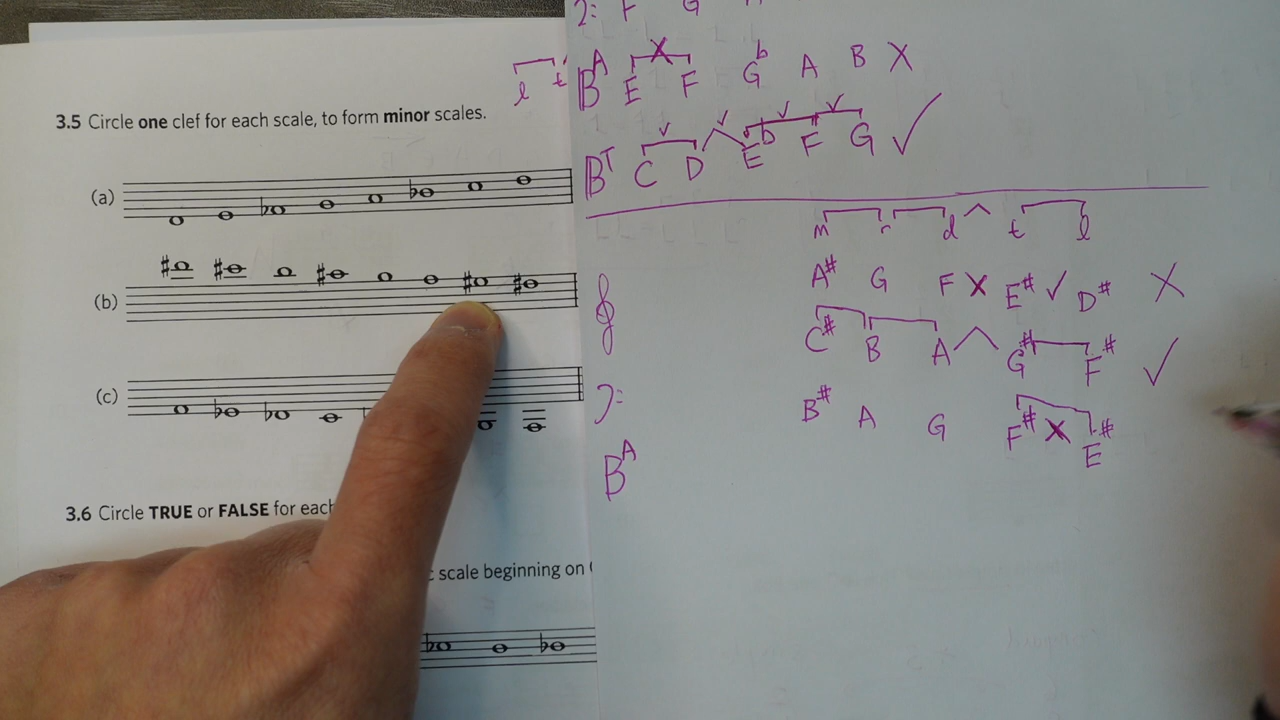 2: F G
3.5 Circle one clef for each scale, to form minor scales.
l t
B A E F G b A B X
(a)
B T C D E b F G
m r d t l
(b)
A# G F X E# D# X
C# B A G# F#
(c)
B# A G F# X E#
B A
3.6 Circle TRUE or FALSE for each
scale beginning on